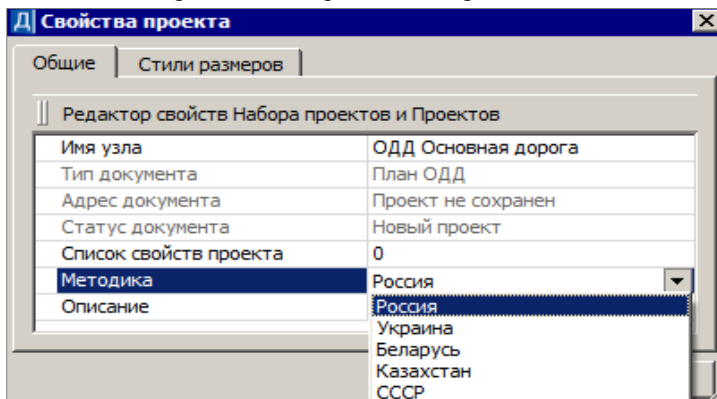 Д Свойства проекта
Общие Стили размеров
Редактор свойств Набора проектов и Проектов
Имя узла ОДД Основная дорога
Тип документа План ОДД
Адрес документа Проект не сохранен
Статус документа Новый проект
Список свойств проекта 0
Методика Россия
Описание Россия
Украина
Беларусь
Казахстан
СССР